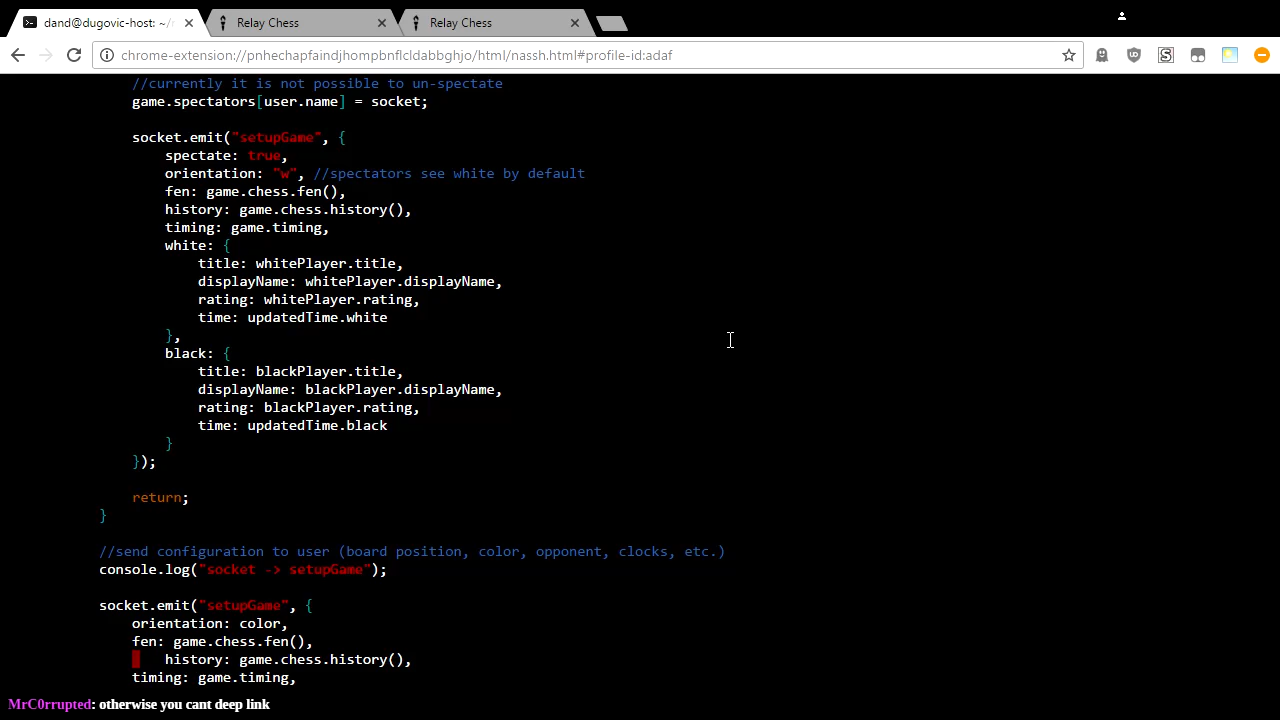 dand@dugovic-host: ~/r
Relay Chess
Relay Chess
chrome-extension://pnhechapfaindjhompbnflcldabbghjo/html/nassh.html#profile-id:adaf
//currently it is not possible to un-spectate
game.spectators[user.name] = socket;
socket.emit("setupGame", {
spectate: true,
orientation: "w", //spectators see white by default
fen: game.chess.fen(),
history: game.chess.history(),
timing: game.timing,
white: {
title: whitePlayer.title,
displayName: whitePlayer.displayName,
rating: whitePlayer.rating,
time: updatedTime.white
},
black: {
title: blackPlayer.title,
displayName: blackPlayer.displayName,
rating: blackPlayer.rating,
time: updatedTime.black
}
});
return;
}
//send configuration to user (board position, color, opponent, clocks, etc.)
console.log("socket -> setupGame");
socket.emit("setupGame", {
orientation: color,
fen: game.chess.fen(),
history: game.chess.history(),
timing: game.timing,
MrC0rrupted: otherwise you cant deep link